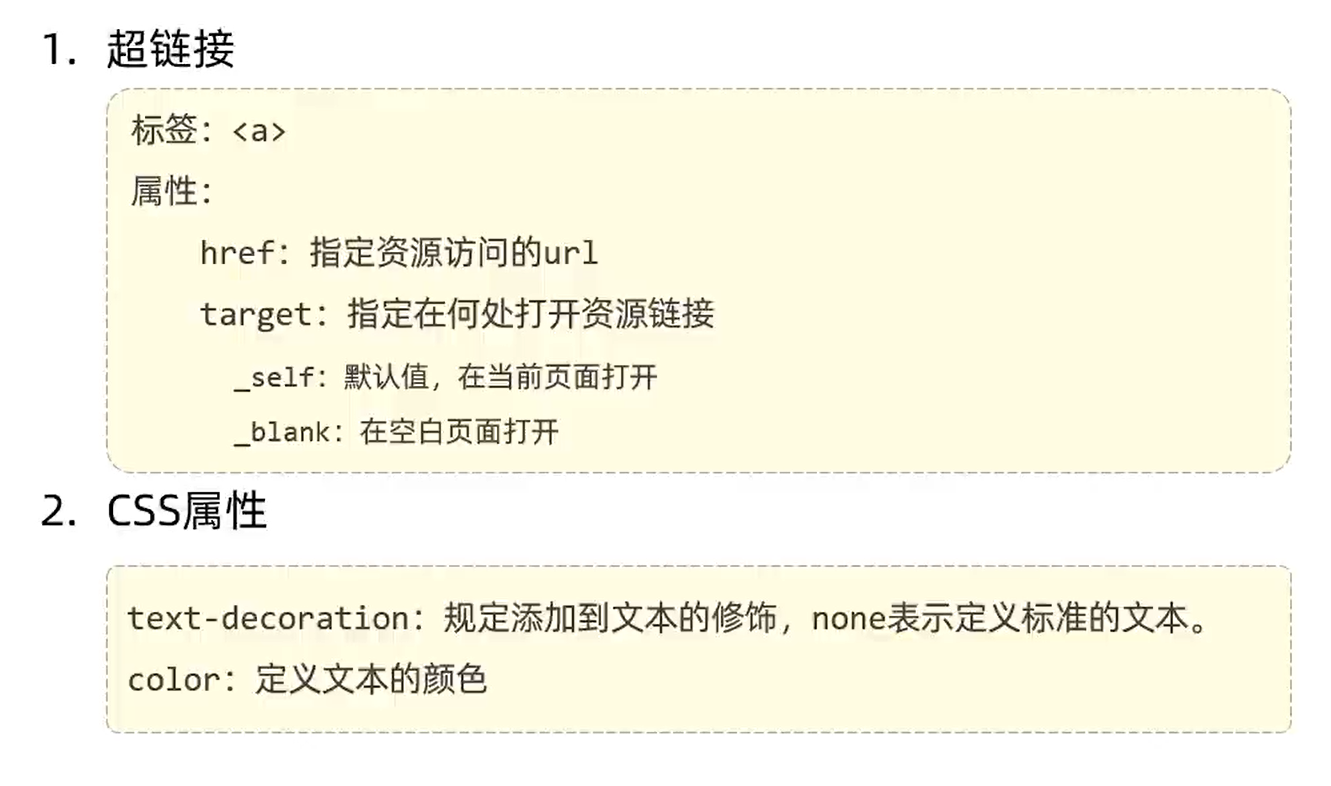 1. 超链接
标签：<a>
属性：
href：指定资源访问的url
target：指定在何处打开资源链接
_self：默认值，在当前页面打开
_blank：在空白页面打开
2. CSS属性
text-decoration：规定添加到文本的修饰，none表示定义标准的文本。
color：定义文本的颜色